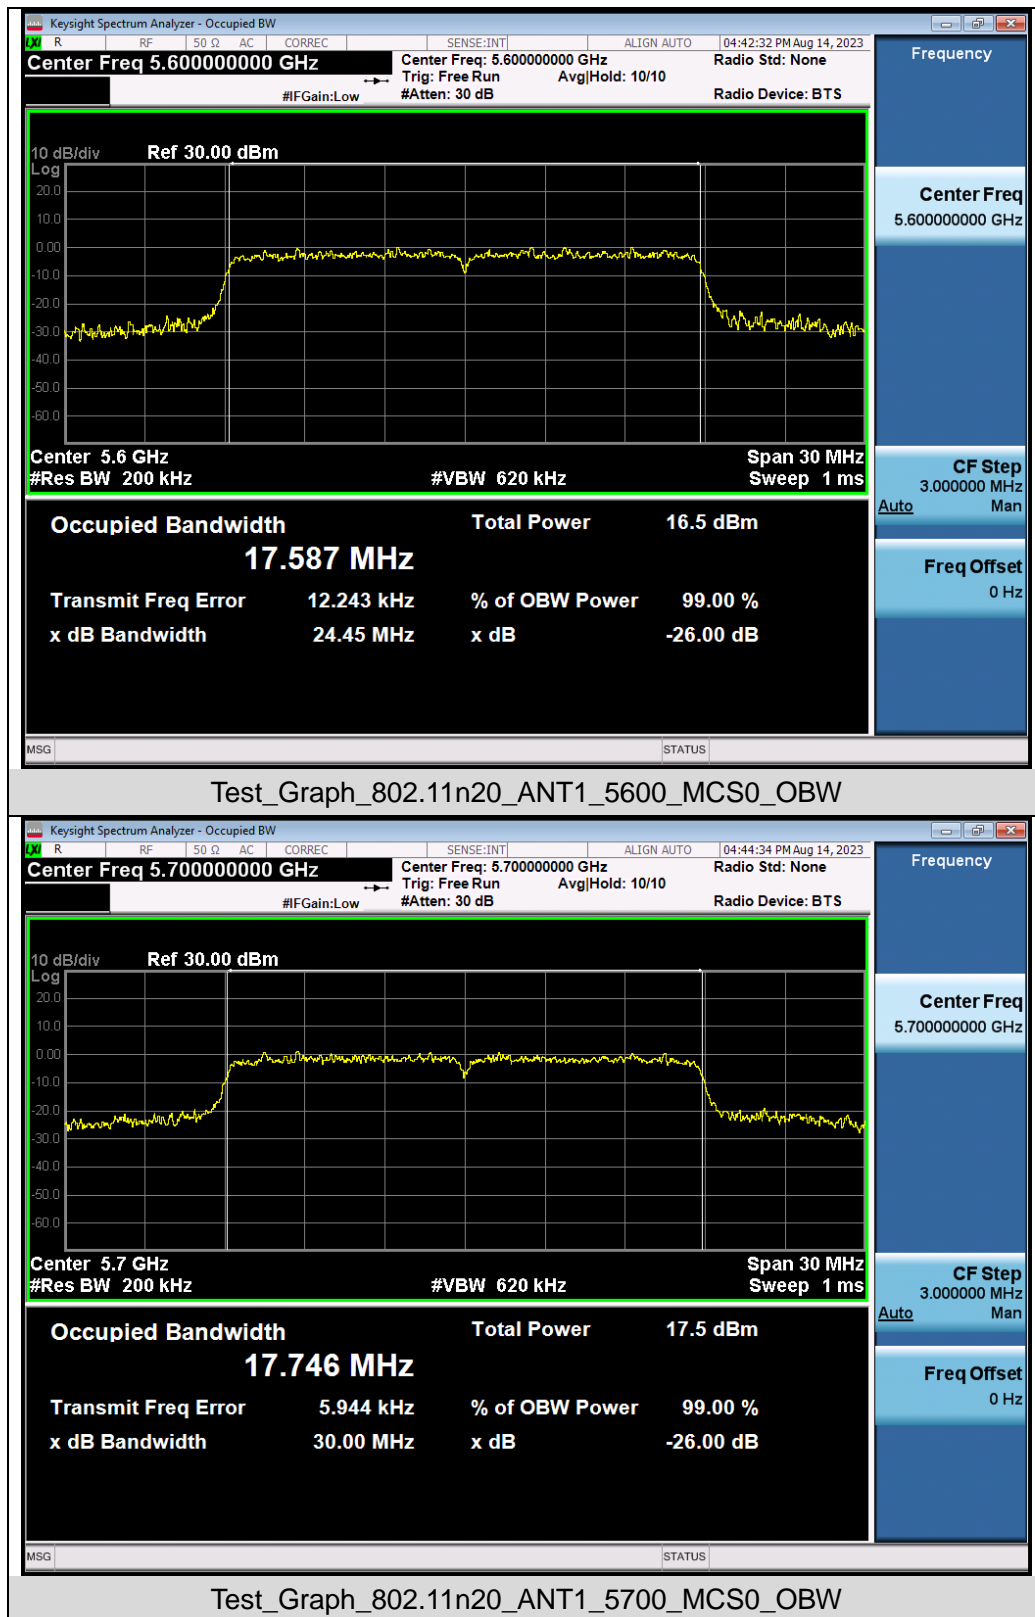 Keysight Spectrum Analyzer - Occupied BW
LXI R RF 50 Ω AC CORREC SENSE:INT ALIGN AUTO 04:42:32 PM Aug 14, 2023
Center Freq 5.600000000 GHz
Center Freq: 5.600000000 GHz
Radio Std: None
Trig: Free Run Avg|Hold: 10/10
#IFGain:Low
#Atten: 30 dB
Radio Device: BTS
Frequency
10 dB/div Ref 30.00 dBm
Log
20.0
10.0
0.00
-10.0
-20.0
-30.0
-40.0
-50.0
-60.0
Center Freq
5.600000000 GHz
Center 5.6 GHz Span 30 MHz
#Res BW 200 kHz #VBW 620 kHz Sweep 1 ms
CF Step
3.000000 MHz
Auto Man
Freq Offset
0 Hz
Occupied Bandwidth Total Power 16.5 dBm
17.587 MHz
Transmit Freq Error 12.243 kHz % of OBW Power 99.00 %
x dB Bandwidth 24.45 MHz x dB -26.00 dB
MSG STATUS
Test_Graph_802.11n20_ANT1_5600_MCS0_OBW
Keysight Spectrum Analyzer - Occupied BW
LXI R RF 50 Ω AC CORREC SENSE:INT ALIGN AUTO 04:44:34 PM Aug 14, 2023
Center Freq 5.700000000 GHz
Center Freq: 5.700000000 GHz
Radio Std: None
Trig: Free Run Avg|Hold: 10/10
#IFGain:Low
#Atten: 30 dB
Radio Device: BTS
Frequency
10 dB/div Ref 30.00 dBm
Log
20.0
10.0
0.00
-10.0
-20.0
-30.0
-40.0
-50.0
-60.0
Center Freq
5.700000000 GHz
Center 5.7 GHz Span 30 MHz
#Res BW 200 kHz #VBW 620 kHz Sweep 1 ms
CF Step
3.000000 MHz
Auto Man
Freq Offset
0 Hz
Occupied Bandwidth Total Power 17.5 dBm
17.746 MHz
Transmit Freq Error 5.944 kHz % of OBW Power 99.00 %
x dB Bandwidth 30.00 MHz x dB -26.00 dB
MSG STATUS
Test_Graph_802.11n20_ANT1_5700_MCS0_OBW